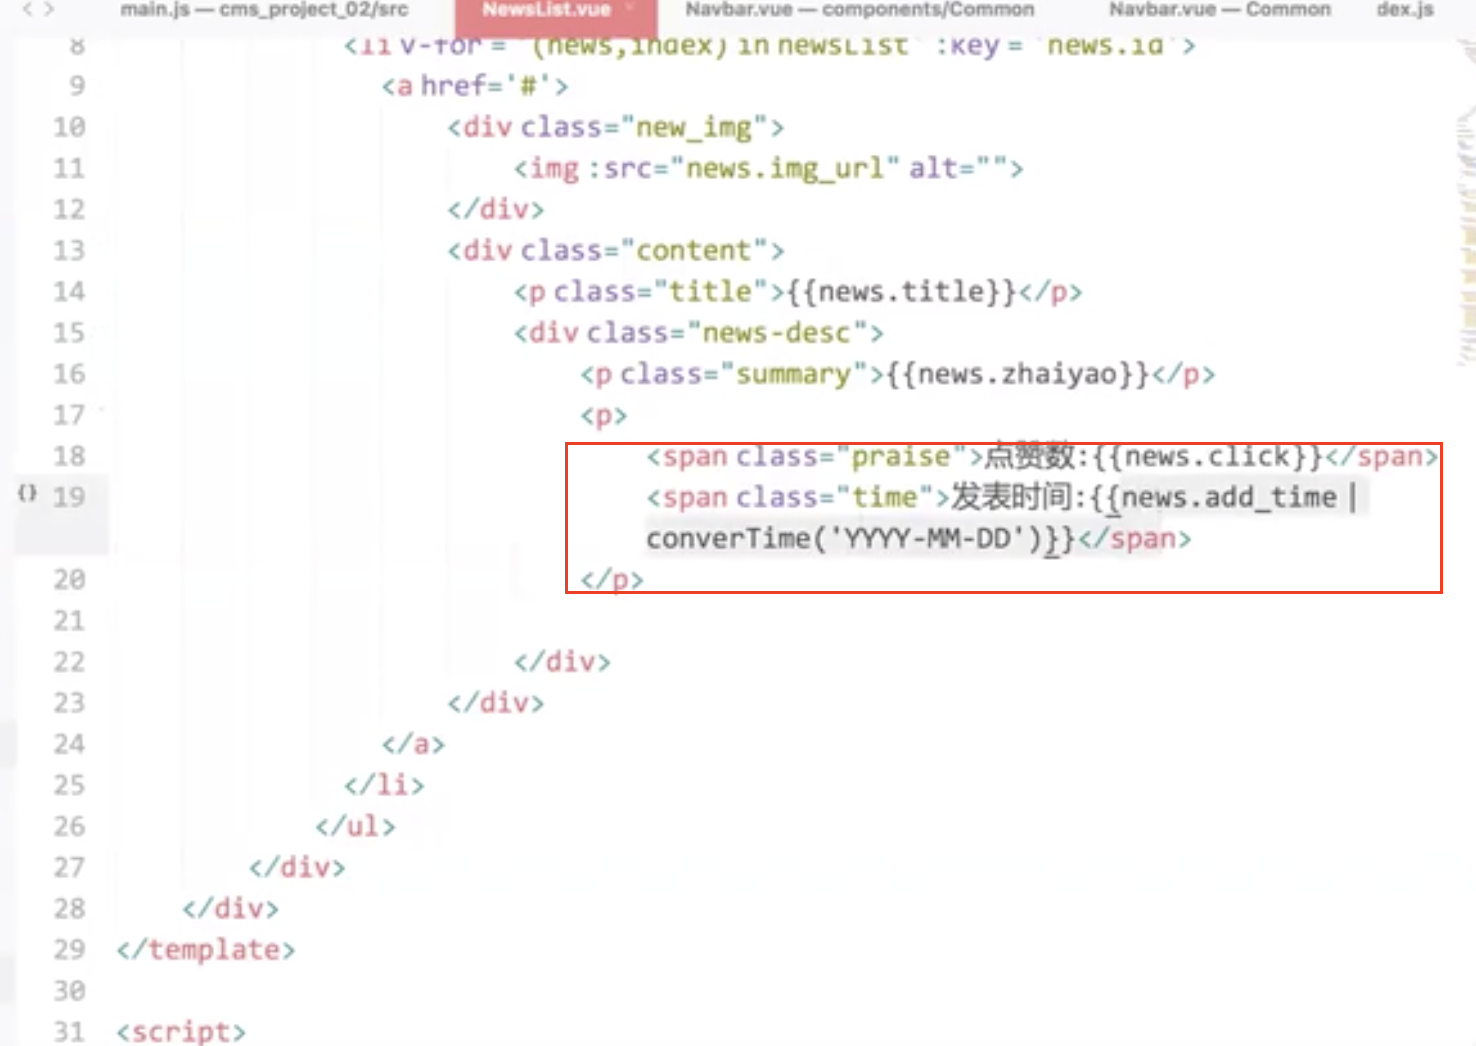 main.js — cms_project_02/src NewsList.vue Navbar.vue — components/Common Navbar.vue — Common dex.js
8 <li v-for = "(news,index) in newsList" :key = 'news.id'>
9 <a href='#'>
10 <div class="new_img">
11 <img :src="news.img_url" alt="">
12 </div>
13 <div class="content">
14 <p class="title">{{news.title}}</p>
15 <div class="news-desc">
16 <p class="summary">{{news.zhaiyao}}</p>
17 <p>
18 <span class="praise">点赞数:{{news.click}}</span>
{} 19 <span class="time">发表时间:{{news.add_time |
converTime('YYYY-MM-DD')}}</span>
20 </p>
21
22 </div>
23 </div>
24 </a>
25 </li>
26 </ul>
27 </div>
28 </div>
29 </template>
30
31 <script>